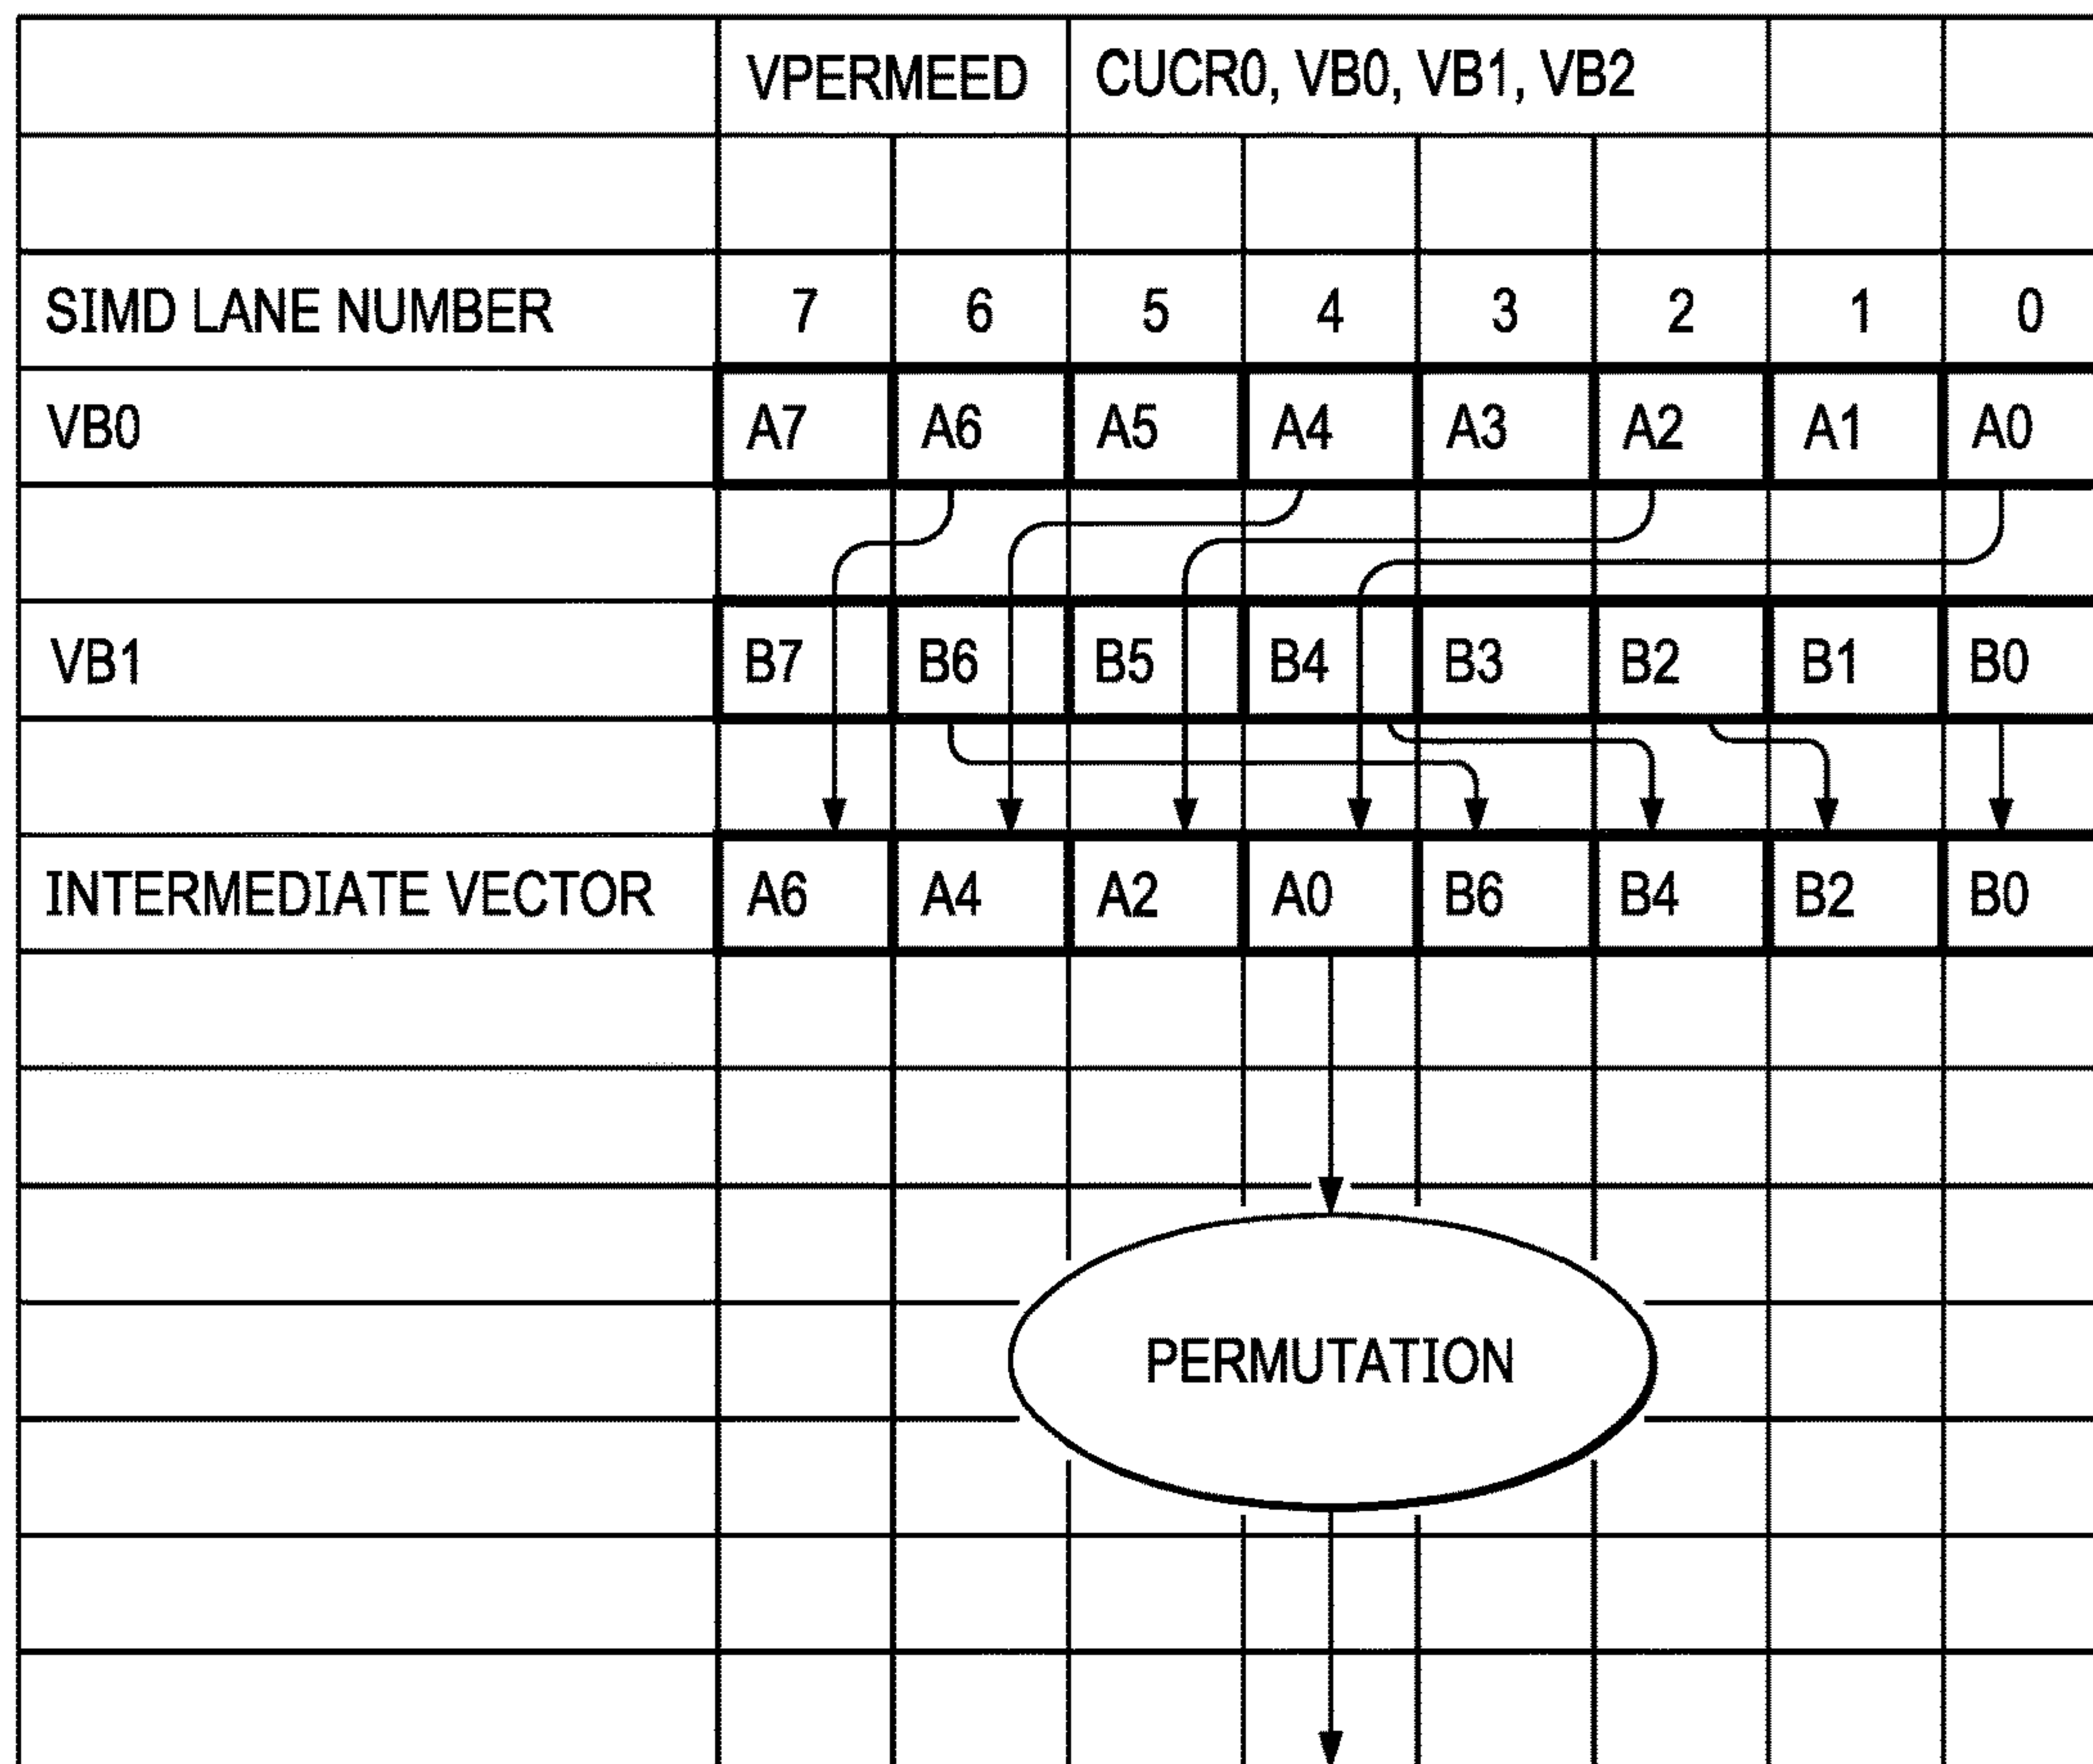 VPERMEED CUCR0, VB0, VB1, VB2
SIMD LANE NUMBER 7 6 5 4 3 2 1 0
VB0 A7 A6 A5 A4 A3 A2 A1 A0
VB1 B7 B6 B5 B4 B3 B2 B1 B0
INTERMEDIATE VECTOR A6 A4 A2 A0 B6 B4 B2 B0
PERMUTATION